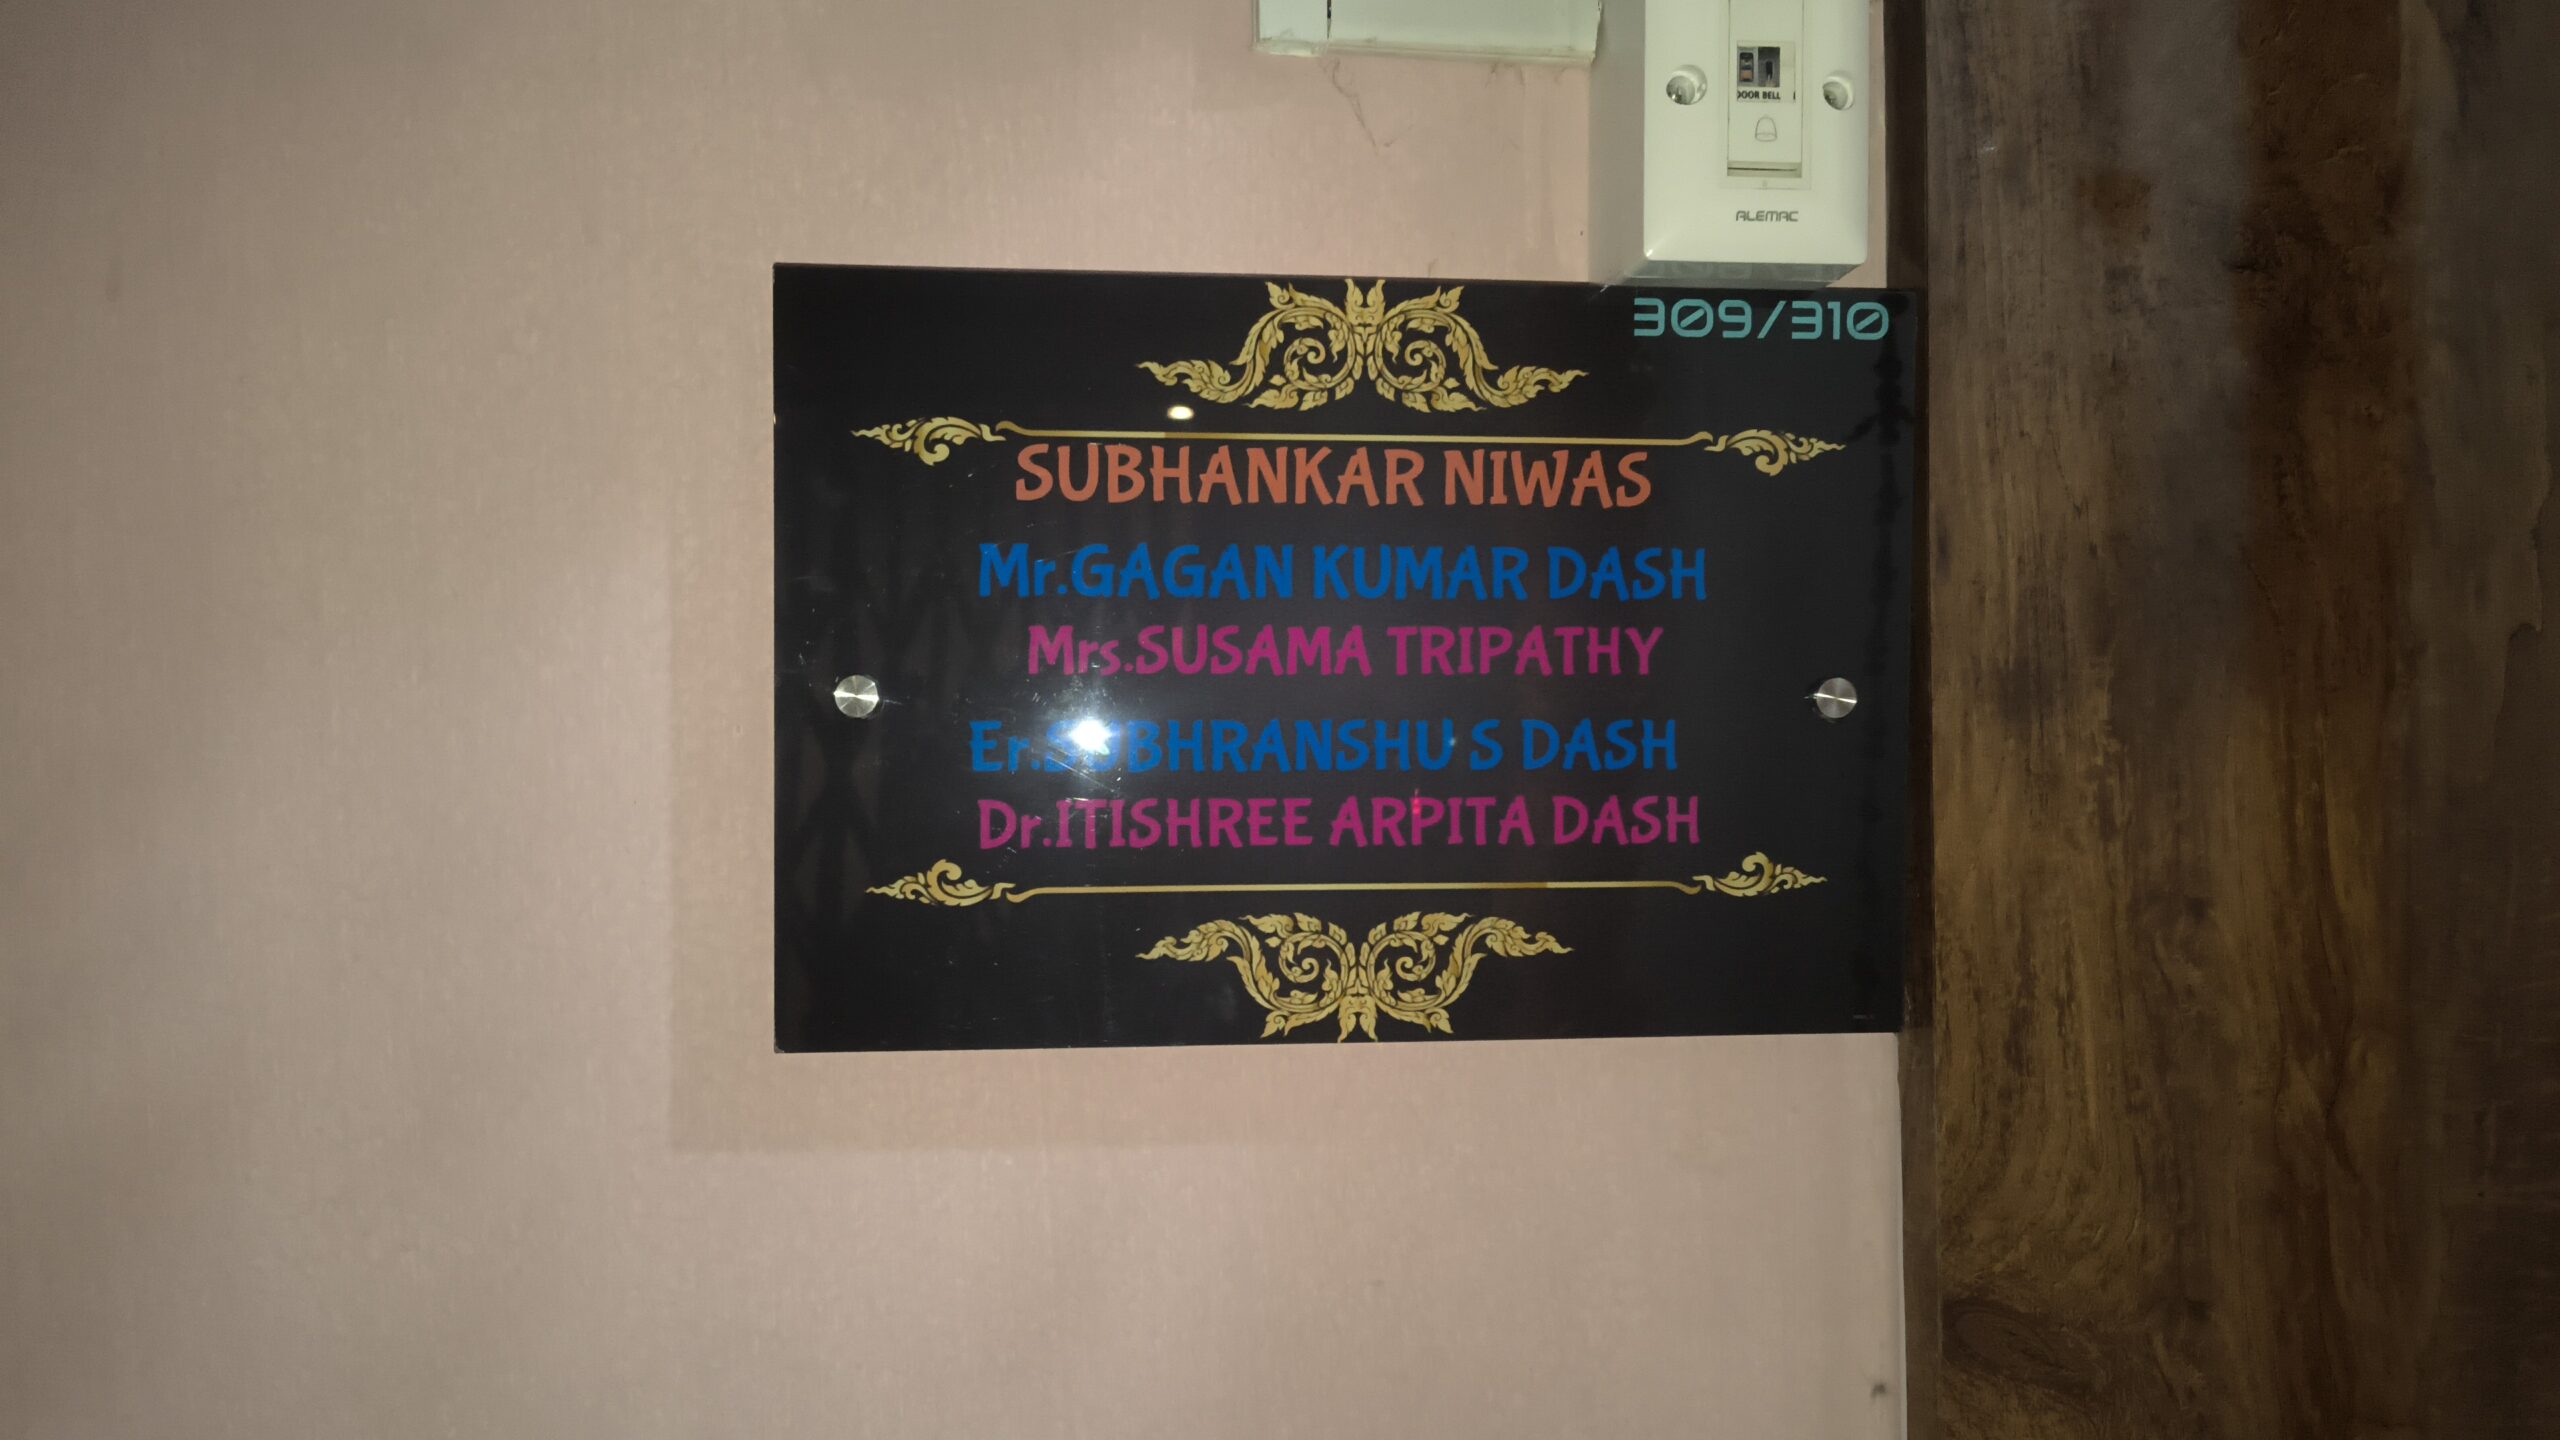 DOOR BELL
ALEMAC
309/310
SUBHANKAR NIWAS
Mr.GAGAN KUMAR DASH
Mrs.SUSAMA TRIPATHY
Er.SUBHRANSHU S DASH
Dr.ITISHREE ARPITA DASH